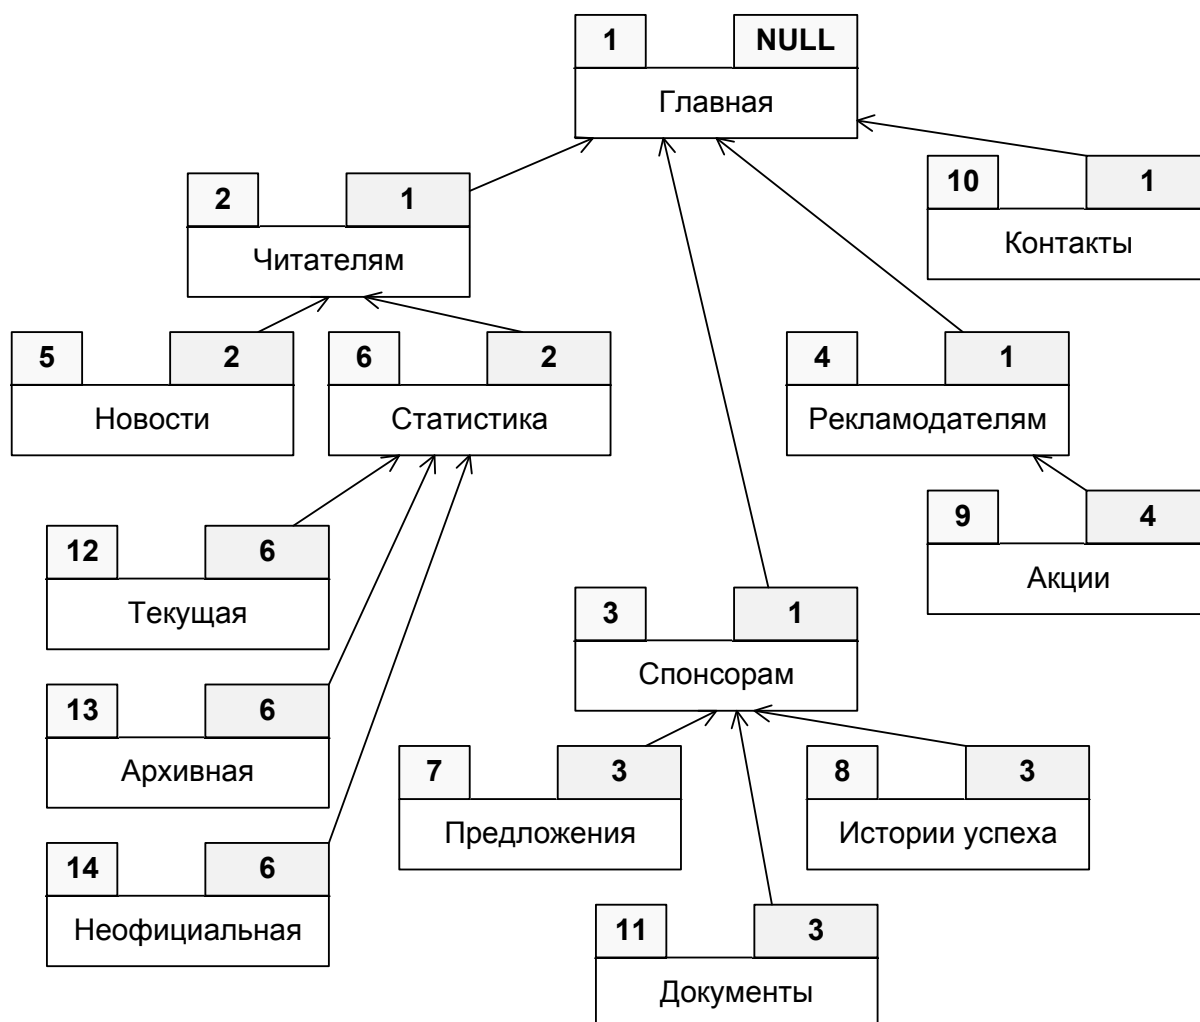 1 NULL
Главная
10 1
Контакты
2 1
Читателям
5 2
Новости
6 2
Статистика
4 1
Рекламодателям
9 4
Акции
12 6
Текущая
3 1
Спонсорам
13 6
Архивная
7 3
Предложения
8 3
Истории успеха
14 6
Неофициальная
11 3
Документы